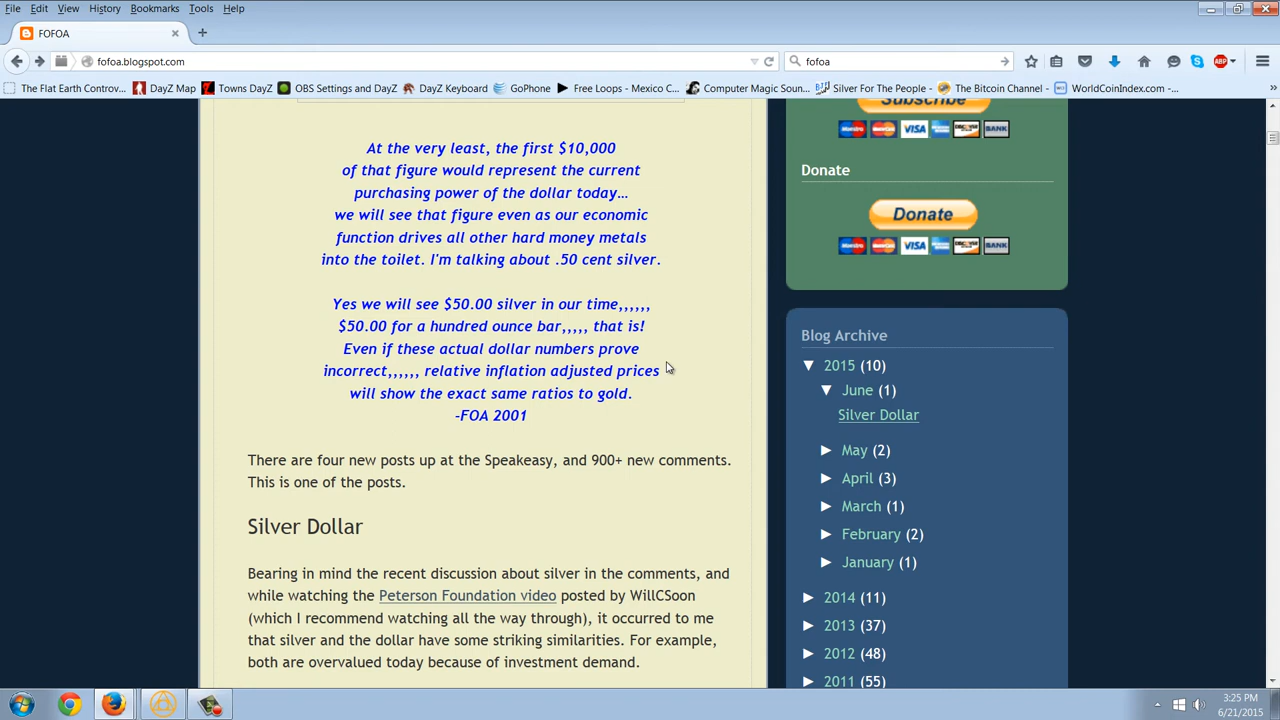 File Edit View History Bookmarks Tools Help
FOFOA
fofoa.blogspot.com
fofoa
ABP
The Flat Earth Controv... DayZ Map Towns DayZ OBS Settings and DayZ DayZ Keyboard GoPhone Free Loops - Mexico C... Computer Magic Soun... Silver For The People - The Bitcoin Channel - WorldCoinIndex.com -...
Subscribe
VISA BANK
At the very least, the first $10,000
of that figure would represent the current
purchasing power of the dollar today…
we will see that figure even as our economic
function drives all other hard money metals
into the toilet. I'm talking about .50 cent silver.
Yes we will see $50.00 silver in our time,,,,,,
$50.00 for a hundred ounce bar,,,,, that is!
Even if these actual dollar numbers prove
incorrect,,,,,, relative inflation adjusted prices
will show the exact same ratios to gold.
-FOA 2001
There are four new posts up at the Speakeasy, and 900+ new comments.
This is one of the posts.
Silver Dollar
Bearing in mind the recent discussion about silver in the comments, and
while watching the Peterson Foundation video posted by WillCSoon
(which I recommend watching all the way through), it occurred to me
that silver and the dollar have some striking similarities. For example,
both are overvalued today because of investment demand.
Donate
Donate
VISA BANK
Blog Archive
▼ 2015 (10)
▼ June (1)
Silver Dollar
► May (2)
► April (3)
► March (1)
► February (2)
► January (1)
► 2014 (11)
► 2013 (37)
► 2012 (48)
► 2011 (55)
3:25 PM
6/21/2015